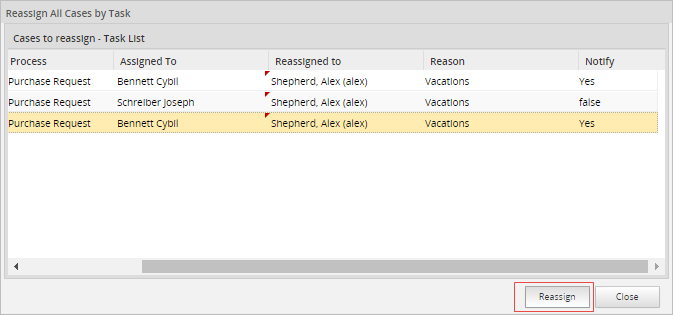 Reassign All Cases by Task
Cases to reassign - Task List
Process Assigned To Reassigned to Reason Notify
Purchase Request Bennett Cybil Shepherd, Alex (alex) Vacations Yes
Purchase Request Schreiber Joseph Shepherd, Alex (alex) Vacations false
Purchase Request Bennett Cybil Shepherd, Alex (alex) Vacations Yes
Reassign Close